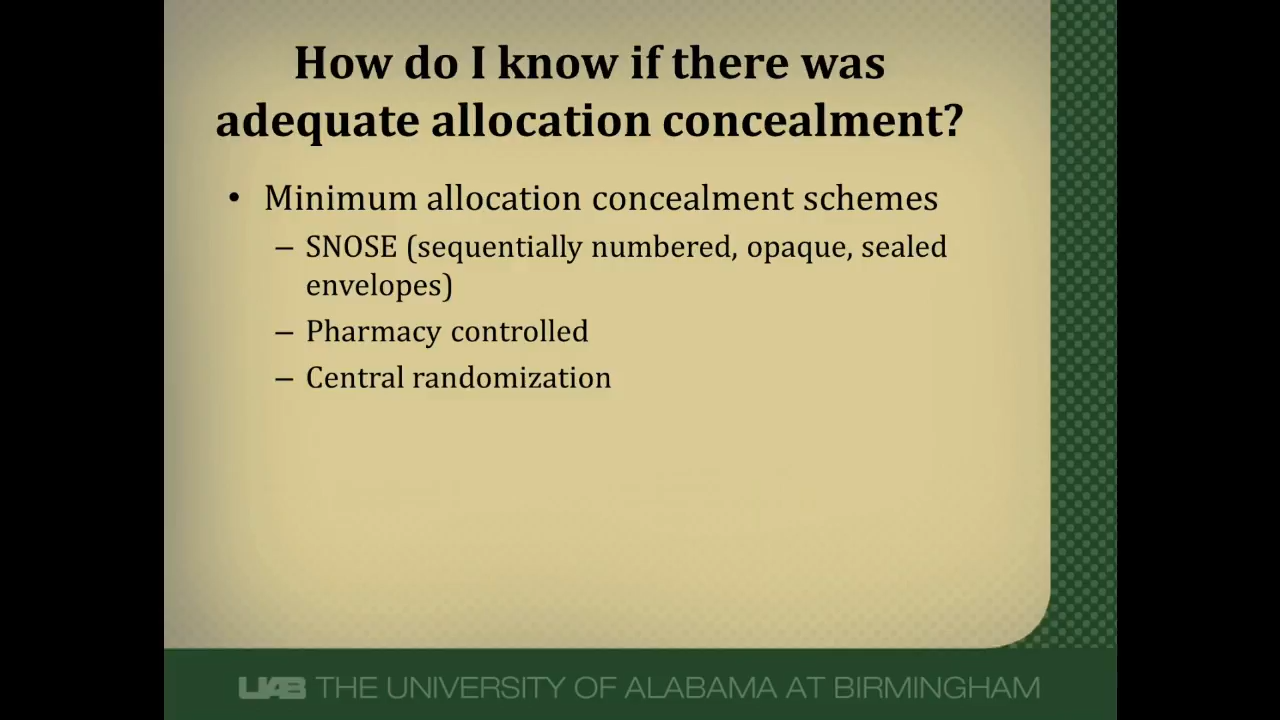 How do I know if there was
adequate allocation concealment?
• Minimum allocation concealment schemes
– SNOSE (sequentially numbered, opaque, sealed
envelopes)
– Pharmacy controlled
– Central randomization
UAB THE UNIVERSITY OF ALABAMA AT BIRMINGHAM